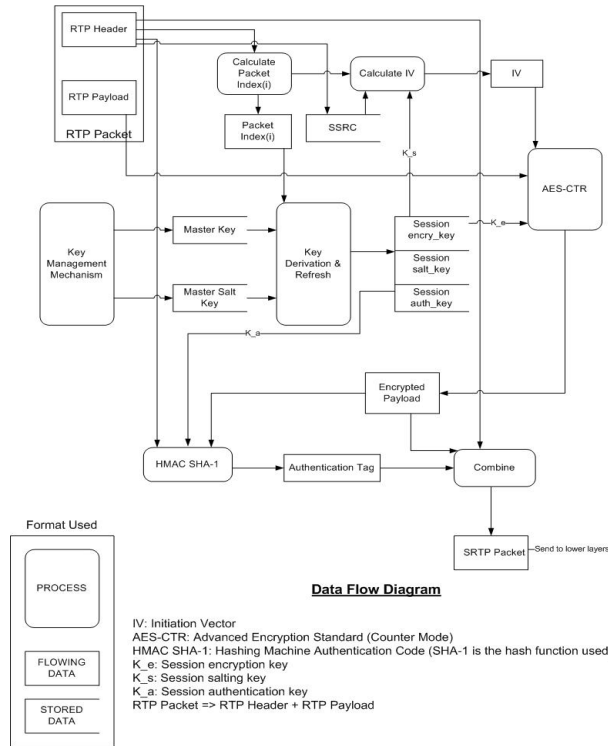 RTP Header
RTP Payload
RTP Packet
Calculate
Packet
Index(i)
Calculate IV
IV
Packet
Index(i)
SSRC
K_s
AES-CTR
Key
Management
Mechanism
Master Key
Master Salt
Key
Key
Derivation &
Refresh
Session
encry_key
K_e
Session
salt_key
Session
auth_key
K_a
Encrypted
Payload
HMAC SHA-1
Authentication Tag
Combine
SRTP Packet
Send to lower layers
Format Used
PROCESS
FLOWING
DATA
STORED
DATA
Data Flow Diagram
IV: Initiation Vector
AES-CTR: Advanced Encryption Standard (Counter Mode)
HMAC SHA-1: Hashing Machine Authentication Code (SHA-1 is the hash function used
K_e: Session encryption key
K_s: Session salting key
K_a: Session authentication key
RTP Packet => RTP Header + RTP Payload